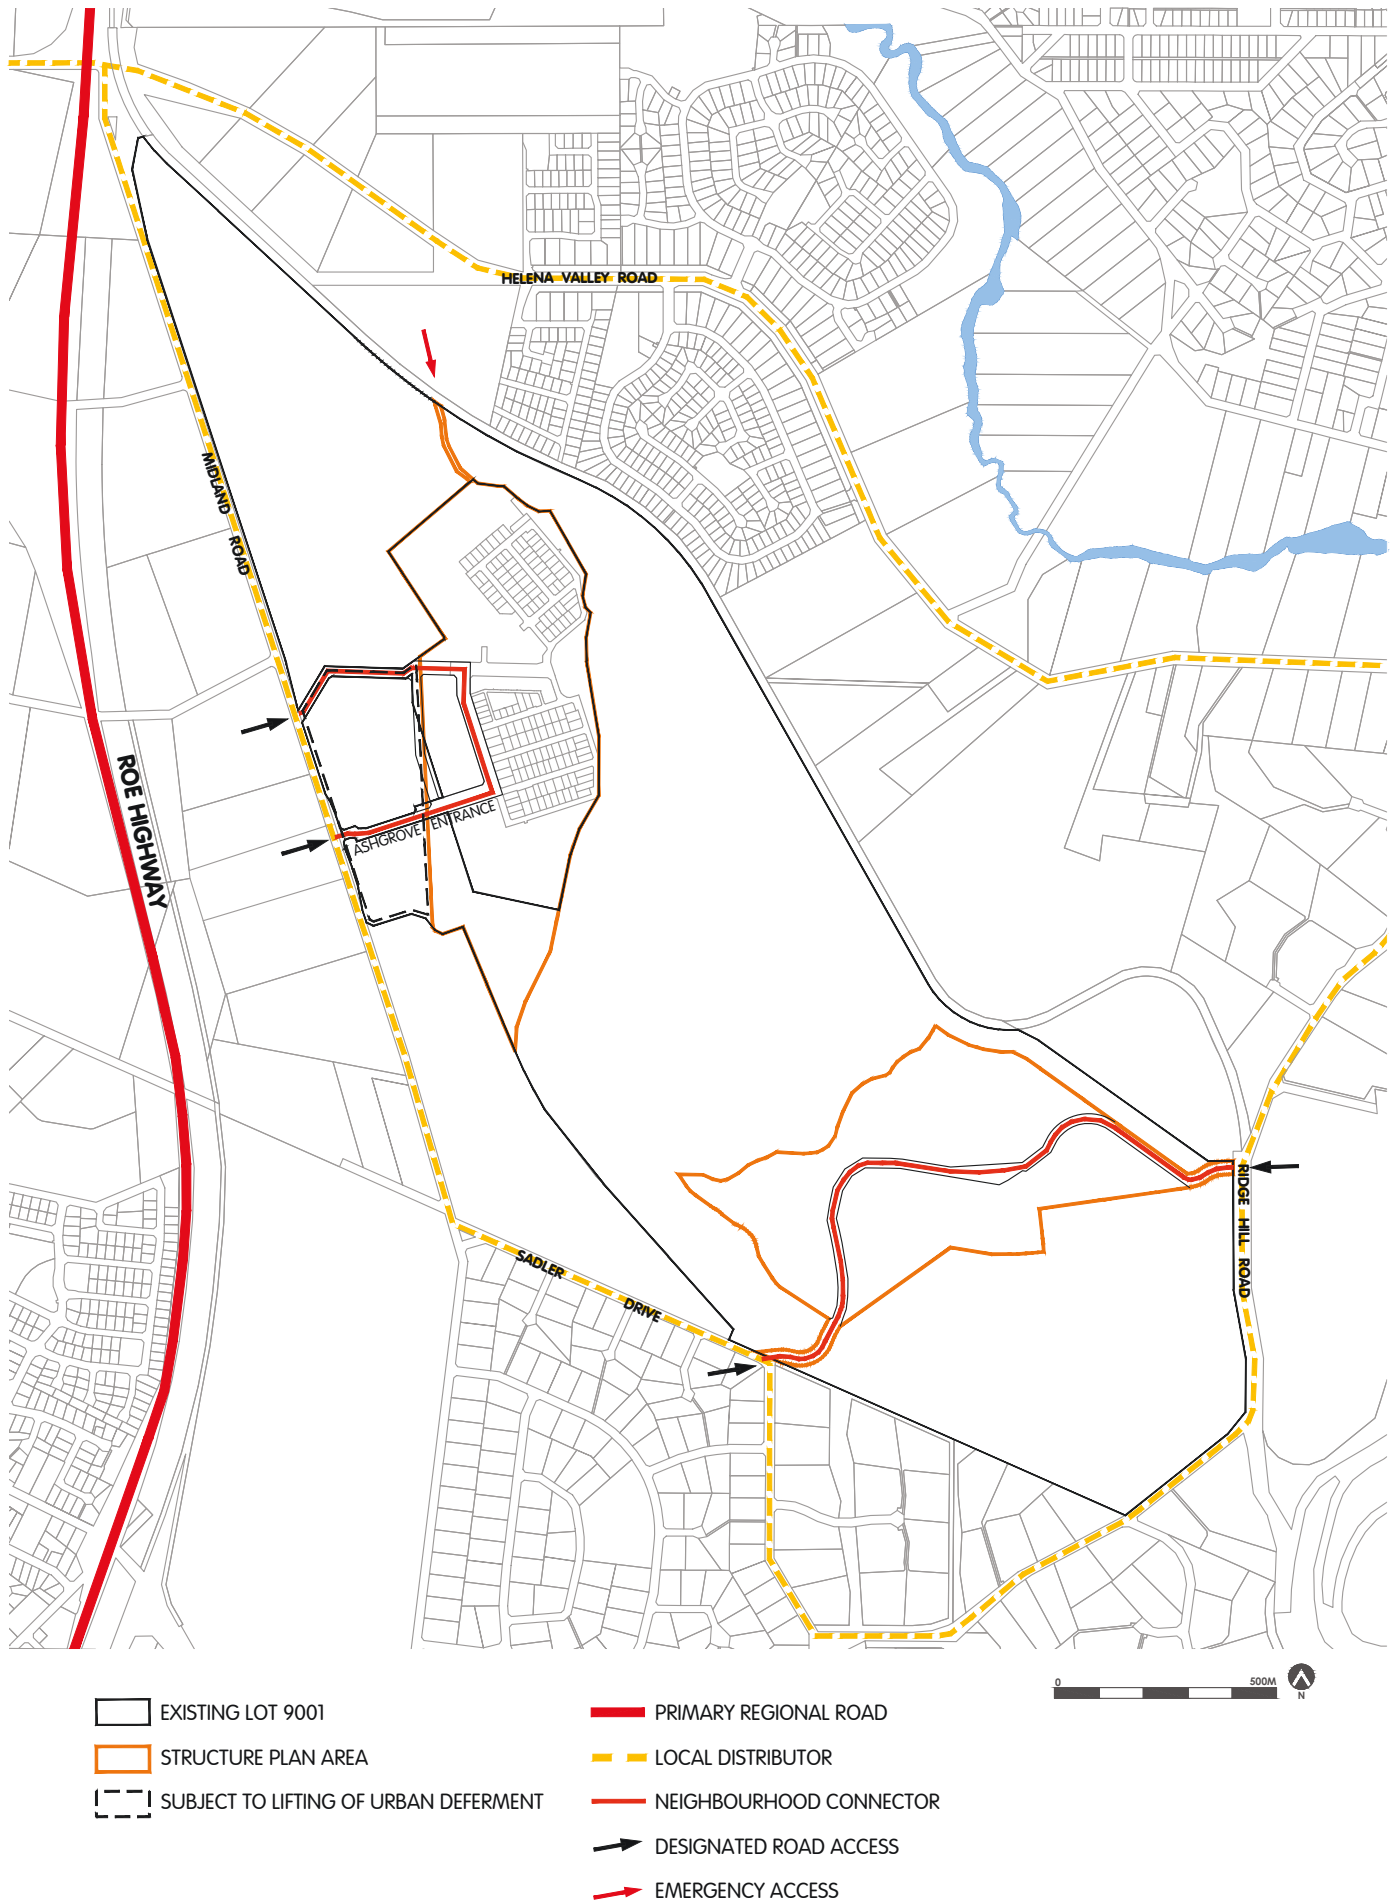 HELENA VALLEY ROAD
MIDLAND ROAD
ROE HIGHWAY
ASHGROVE ENTRANCE
RIDGE HILL ROAD
SADLER DRIVE
0 500M
N
EXISTING LOT 9001
STRUCTURE PLAN AREA
SUBJECT TO LIFTING OF URBAN DEFERMENT
PRIMARY REGIONAL ROAD
LOCAL DISTRIBUTOR
NEIGHBOURHOOD CONNECTOR
DESIGNATED ROAD ACCESS
EMERGENCY ACCESS